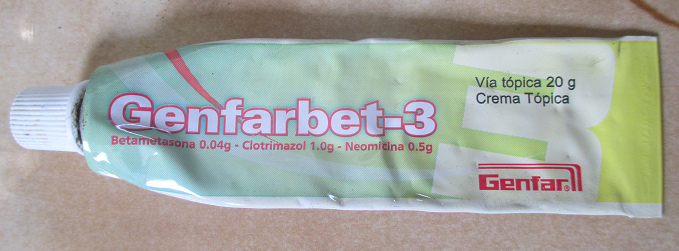 Genfarbet-3
Betametasona 0.04g - Clotrimazol 1.0g - Neomicina 0.5g
Vía tópica 20 g
Crema Tópica
Genfar®